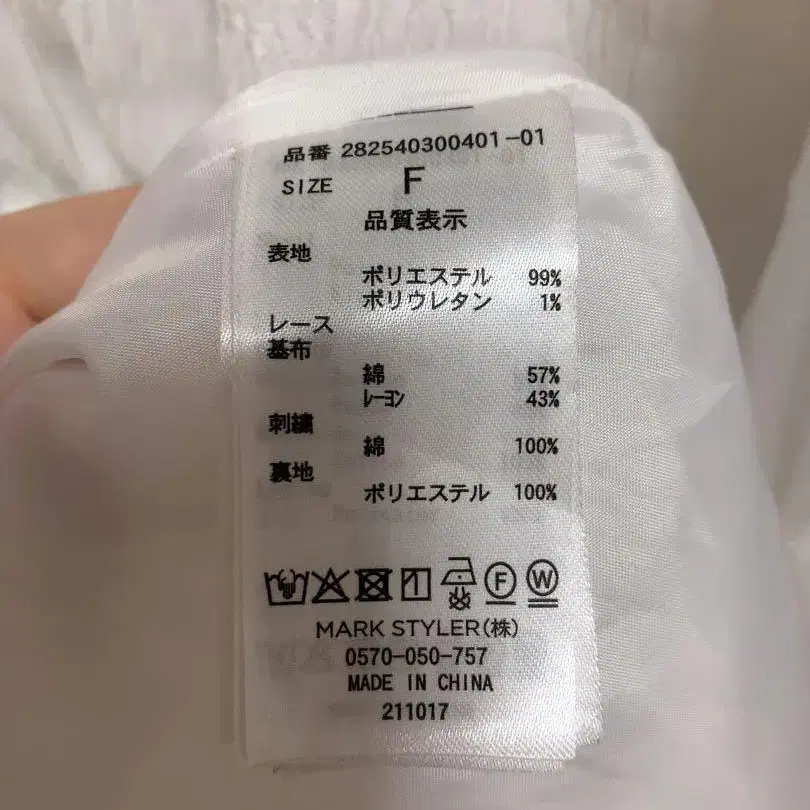 品番 282540300401-01
SIZE F
品質表示
表地
ポリエステル 99%
ポリウレタン 1%
レース
基布
綿 57%
レーヨン 43%
刺繍
綿 100%
裏地
ポリエステル 100%
F W
MARK STYLER(株)
0570-050-757
MADE IN CHINA
211017